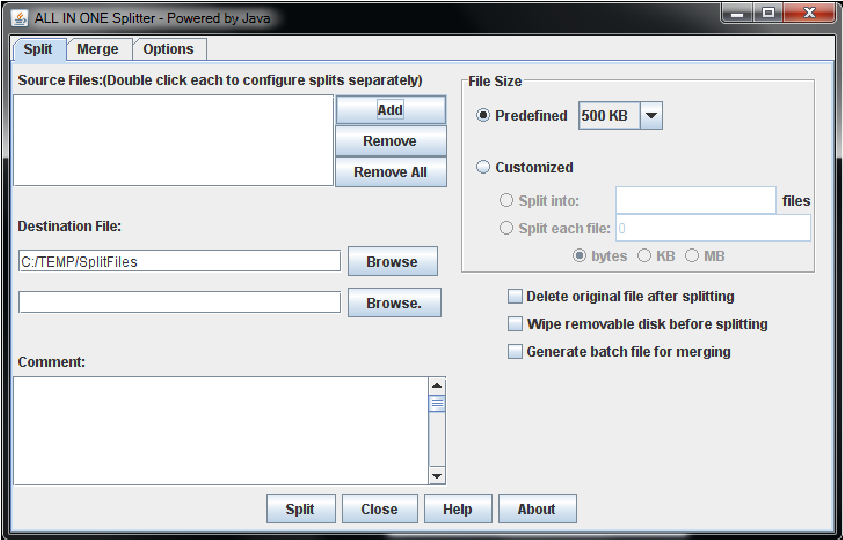 ALL IN ONE Splitter - Powered by Java
Split Merge Options
Source Files:(Double click each to configure splits separately)
Add
Remove
Remove All
Destination File:
C:/TEMP/SplitFiles
Browse
Browse.
Comment:
File Size
Predefined 500 KB
Customized
Split into: files
Split each file: 0
bytes KB MB
Delete original file after splitting
Wipe removable disk before splitting
Generate batch file for merging
Split Close Help About